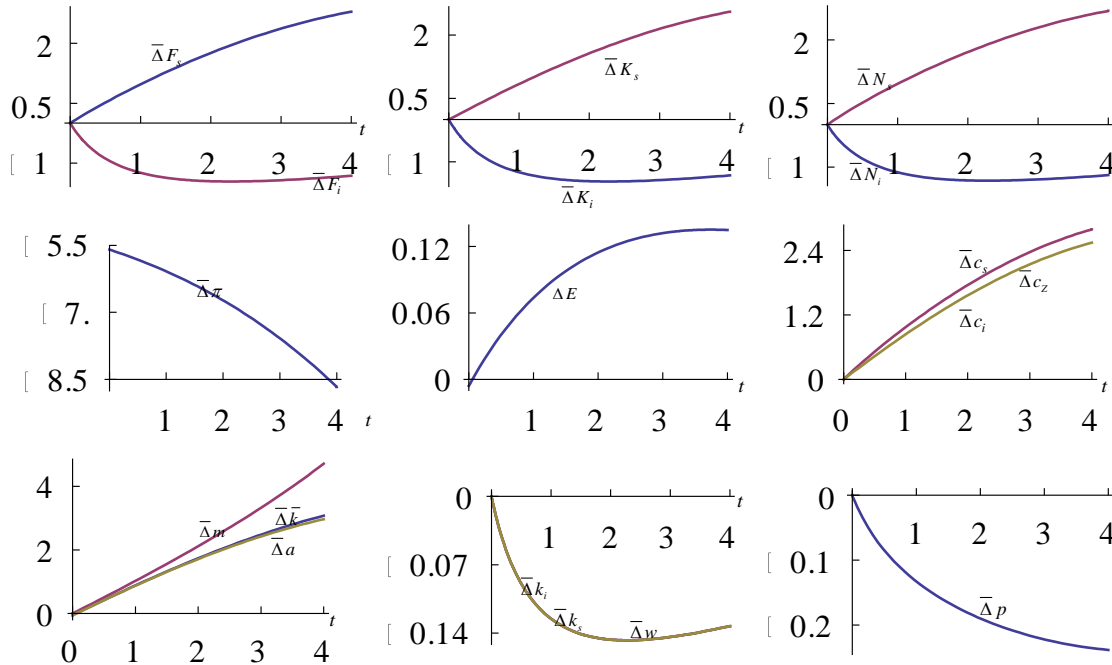 2
Δ̅F_s
0.5
t
[ 1
1 2 3 4
Δ̅F_i
2
Δ̅K_s
0.5
t
[ 1
1 2 3 4
Δ̅K_i
2
Δ̅N_s
0.5
[ 1
1 2 3 4
Δ̅N_i
[ 5.5
Δ̅π
[ 7.
[ 8.5
1 2 3 4 t
0.12
ΔE
0.06
0
t
1 2 3 4
2.4
Δ̅c_s
Δ̅c_Z
1.2
Δ̅c_i
0
t
0 1 2 3 4
4
Δ̅m
Δ̅k̅
Δ̅a
2
0
t
0 1 2 3 4
0
t
1 2 3 4
[ 0.07
Δ̅k_i
Δ̅k_s
Δ̅w
[ 0.14
0
t
1 2 3 4
[ 0.1
Δ̅p
[ 0.2